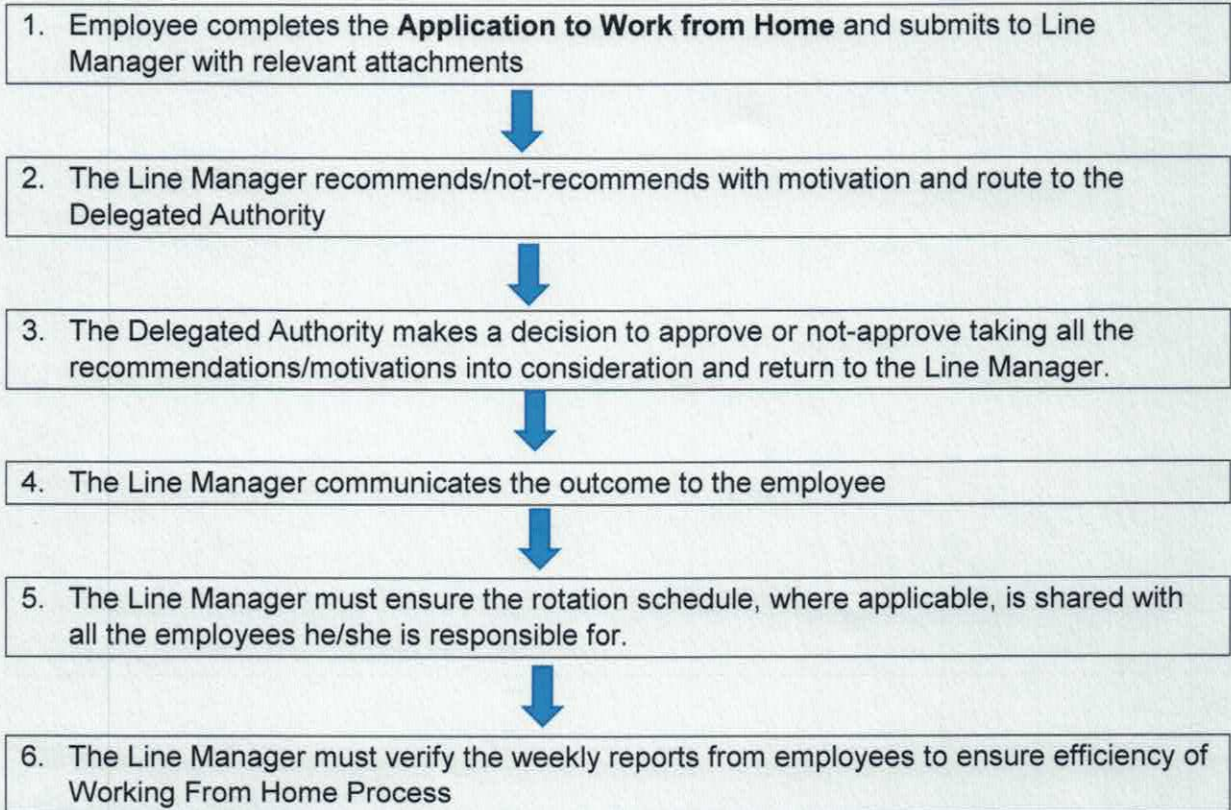 1. Employee completes the Application to Work from Home and submits to Line
Manager with relevant attachments
2. The Line Manager recommends/not-recommends with motivation and route to the
Delegated Authority
3. The Delegated Authority makes a decision to approve or not-approve taking all the
recommendations/motivations into consideration and return to the Line Manager.
4. The Line Manager communicates the outcome to the employee
5. The Line Manager must ensure the rotation schedule, where applicable, is shared with
all the employees he/she is responsible for.
6. The Line Manager must verify the weekly reports from employees to ensure efficiency of
Working From Home Process